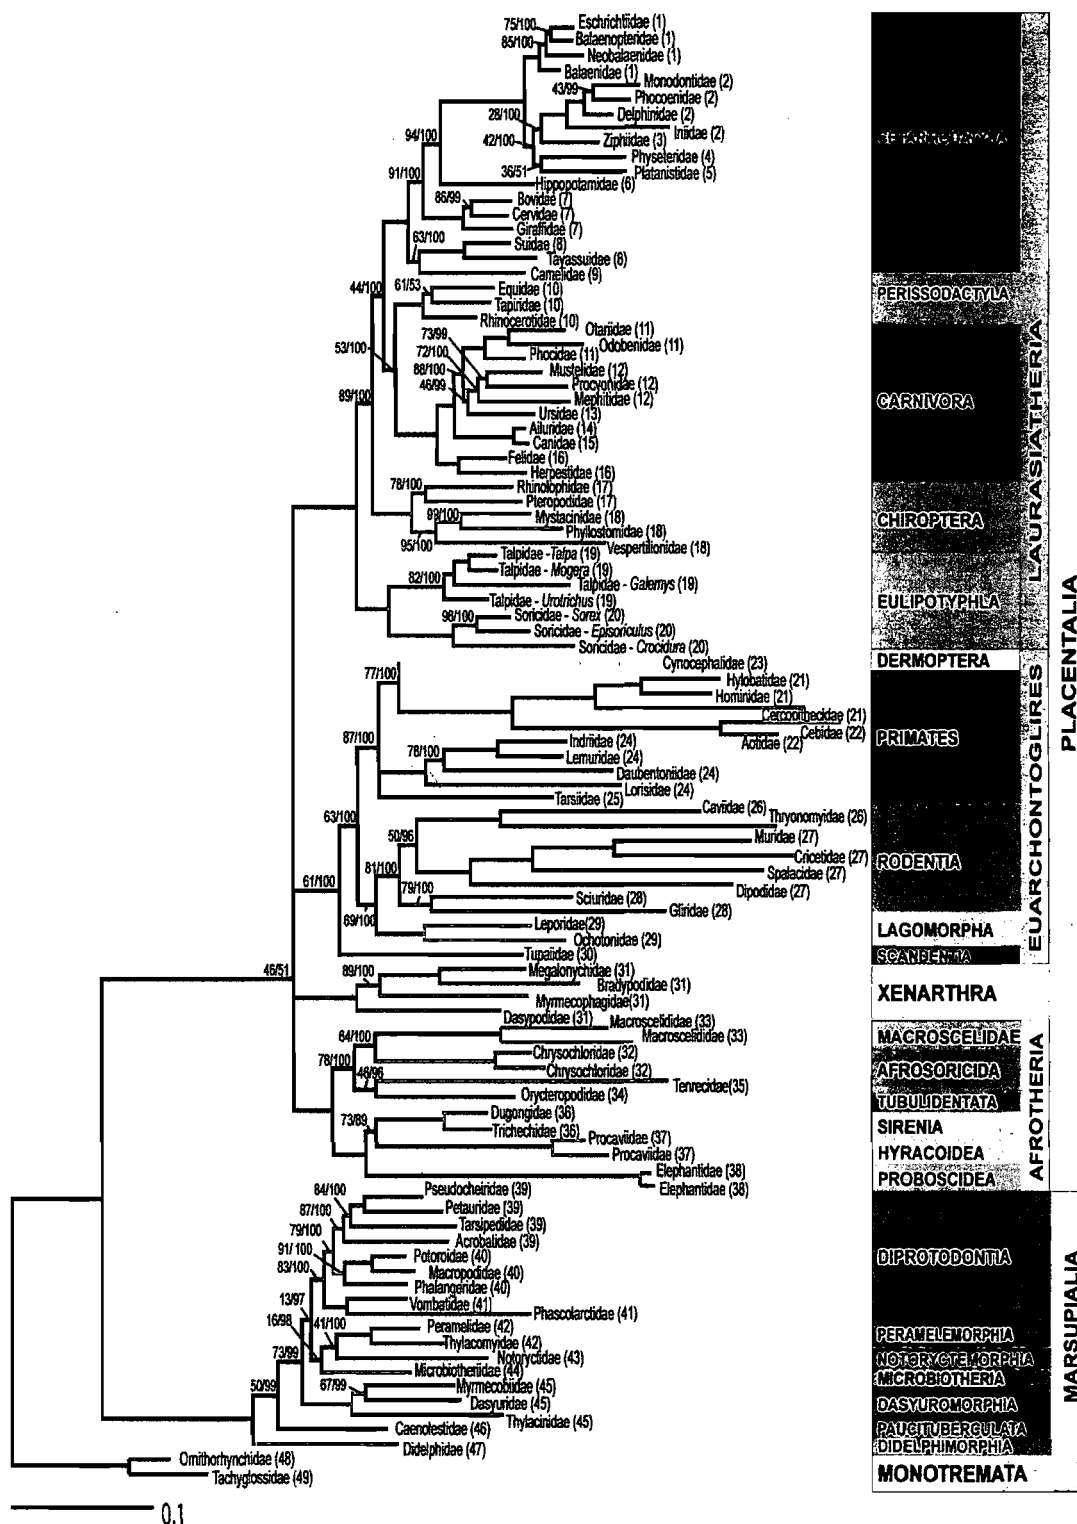 75/100
Eschrichtiidae (1)
Balaenopteridae (1)
85/100
Neobalaenidae (1)
Balaenidae (1)
Monodontidae (2)
43/99
Phocoenidae (2)
Delphinidae (2)
28/100
Iniidae (2)
42/100
Ziphiidae (3)
94/100
Physeteridae (4)
36/51
Platanistidae (5)
91/100
Hippopotamidae (6)
86/99
Bovidae (7)
Cervidae (7)
Giraffidae (7)
63/100
Suidae (8)
Tayassuidae (8)
Camelidae (9)
44/100
61/53
Equidae (10)
Tapiridae (10)
PERISSODACTYLA
Rhinocerotidae (10)
53/100
73/99
Otariidae (11)
Odobenidae (11)
72/100
Phocidae (11)
88/100
Mustelidae (12)
46/99
Procyonidae (12)
89/100
Mephitidae (12)
CARNIVORA
Ursidae (13)
Ailuridae (14)
Canidae (15)
Felidae (16)
Herpestidae (16)
78/100
Rhinolophidae (17)
Pteropodidae (17)
99/100
Mystacinidae (18)
CHIROPTERA
Phyllostomidae (18)
95/100
Vespertilionidae (18)
LAURASIATHERIA
Talpidae - Talpa (19)
Talpidae - Mogera (19)
82/100
Talpidae - Galemys (19)
Talpidae - Urotrichus (19)
EULIPOTYPHLA
98/100
Soricidae - Sorex (20)
Soricidae - Episoriculus (20)
Soricidae - Crocidura (20)
Cynocephalidae (23)
DERMOPTERA
77/100
Hylobatidae (21)
Hominidae (21)
Cercopithecidae (21)
87/100
Cebidae (22)
Aotidae (22)
PRIMATES
78/100
Indriidae (24)
Lemuridae (24)
Daubentoniidae (24)
Lorisidae (24)
Tarsiidae (25)
63/100
Caviidae (26)
Thryonomyidae (26)
50/96
Muridae (27)
Cricetidae (27)
RODENTIA
81/100
Spalacidae (27)
Dipodidae (27)
61/100
79/100
Sciuridae (28)
Gliridae (28)
69/100
Leporidae(29)
LAGOMORPHA
Ochotonidae (29)
Tupaiidae (30)
SCANDENTIA
EUARCHONTOGLIRES
PLACENTALIA
46/51
89/100
Megalonychidae (31)
Bradypodidae (31)
XENARTHRA
Myrmecophagidae(31)
Dasypodidae (31)
64/100
Macroscelididae (33)
Macroscelididae (33)
MACROSCELIDAE
78/100
Chrysochloridae (32)
Chrysochloridae (32)
AFROSORICIDA
48/96
Tenrecidae (35)
Orycteropodidae (34)
TUBULIDENTATA
73/89
Dugongidae (36)
SIRENIA
Trichechidae (36)
Procaviidae (37)
Procaviidae (37)
HYRACOIDEA
Elephantidae (38)
Elephantidae (38)
PROBOSCIDEA
AFROTHERIA
84/100
Pseudocheiridae (39)
87/100
Petauridae (39)
Tarsipedidae (39)
79/100
Acrobatidae (39)
91/ 100
Potoroidae (40)
DIPROTODONTIA
83/100
Macropodidae (40)
Phalangeridae (40)
13/97
Vombatidae (41)
Phascolarctidae (41)
16/98
41/100
Peramelidae (42)
PERAMELEMORPHIA
Thylacomyidae (42)
73/99
Notoryctidae (43)
NOTORYCTEMORPHIA
Microbiotheriidae (44)
MICROBIOTHERIA
50/99
67/99
Myrmecobiidae (45)
Dasyuridae (45)
DASYUROMORPHIA
Thylacinidae (45)
Caenolestidae (46)
PAUCITUBERCULATA
Didelphidae (47)
DIDELPHIMORPHIA
MARSUPIALIA
Ornithorhynchidae (48)
Tachyglossidae (49)
MONOTREMATA
0.1